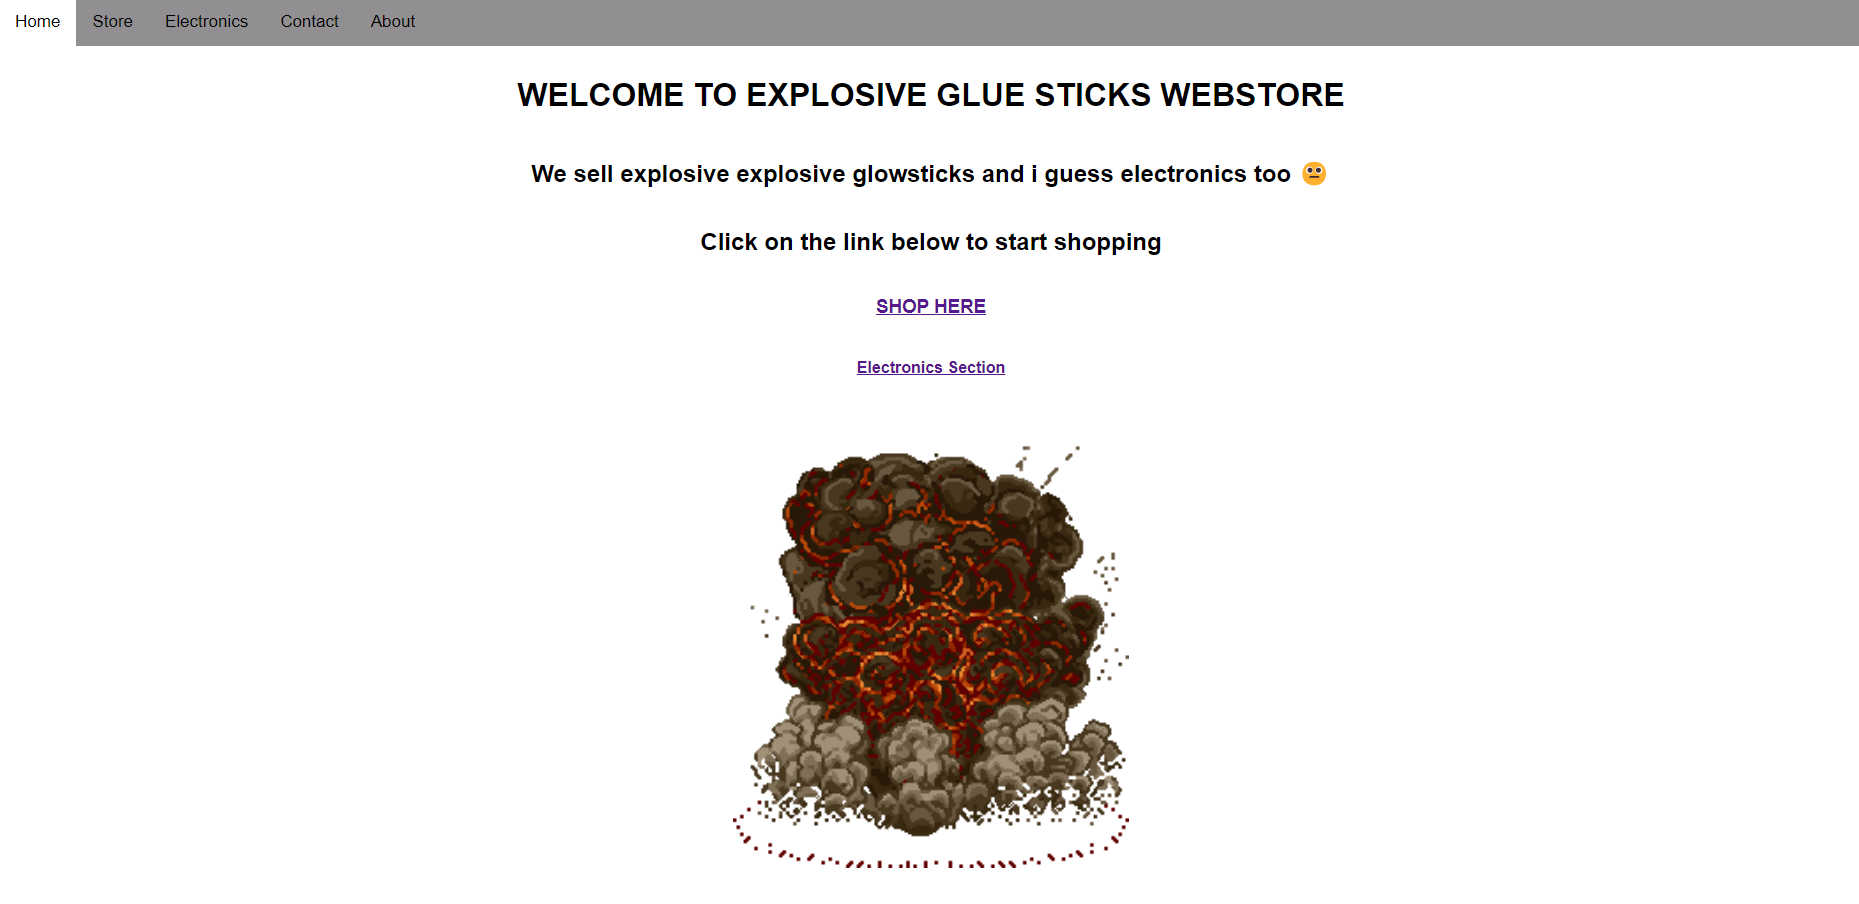 Home Store Electronics Contact About
WELCOME TO EXPLOSIVE GLUE STICKS WEBSTORE
We sell explosive explosive glowsticks and i guess electronics too 😐
Click on the link below to start shopping
SHOP HERE
Electronics Section